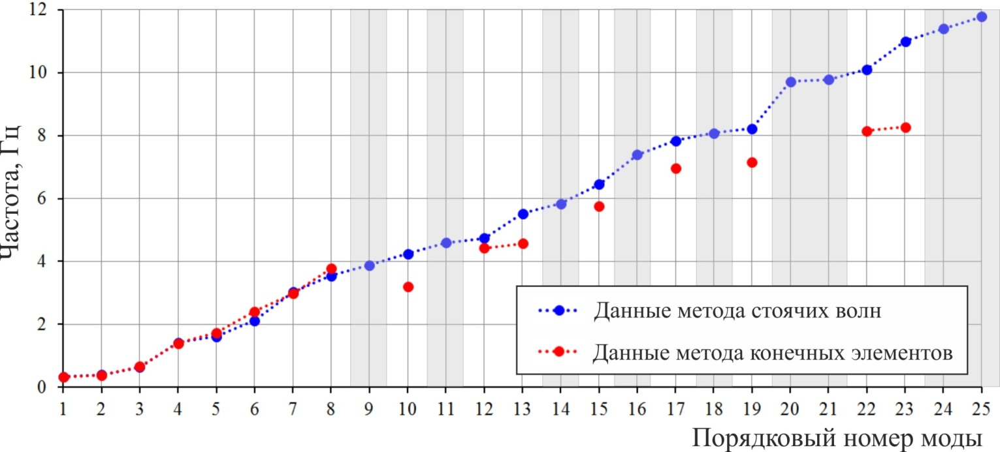 12
10
8
6
4
2
0
Частота, Гц
Данные метода стоячих волн
Данные метода конечных элементов
1 2 3 4 5 6 7 8 9 10 11 12 13 14 15 16 17 18 19 20 21 22 23 24 25
Порядковый номер моды